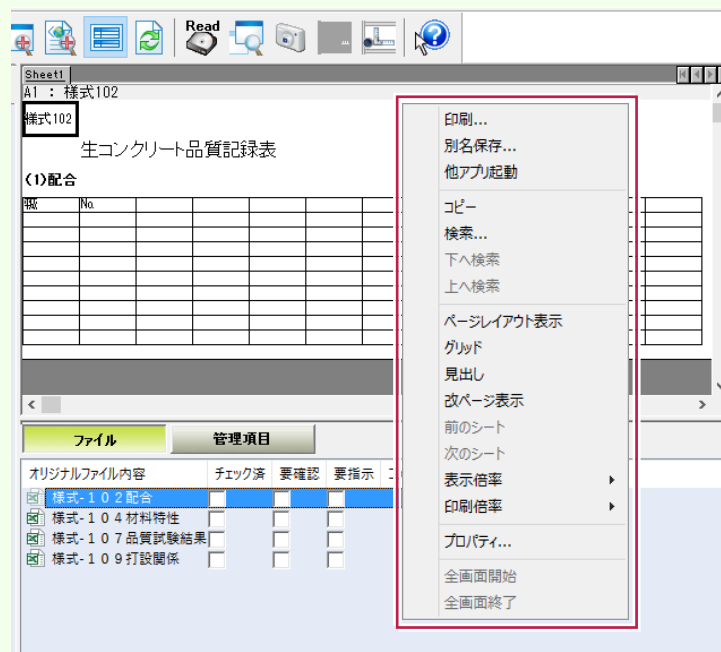 Read
Sheet1
A1 : 様式102
様式102
生コンクリート品質記録表
(1)配合
No.
印刷...
別名保存...
他アプリ起動
コピー
検索...
下へ検索
上へ検索
ページレイアウト表示
グリッド
見出し
改ページ表示
前のシート
次のシート
表示倍率
印刷倍率
プロパティ...
全画面開始
全画面終了
ファイル
管理項目
オリジナルファイル内容 チェック済 要確認 要指示
様式-１０２配合
様式-１０４材料特性
様式-１０７品質試験結果
様式-１０９打設関係